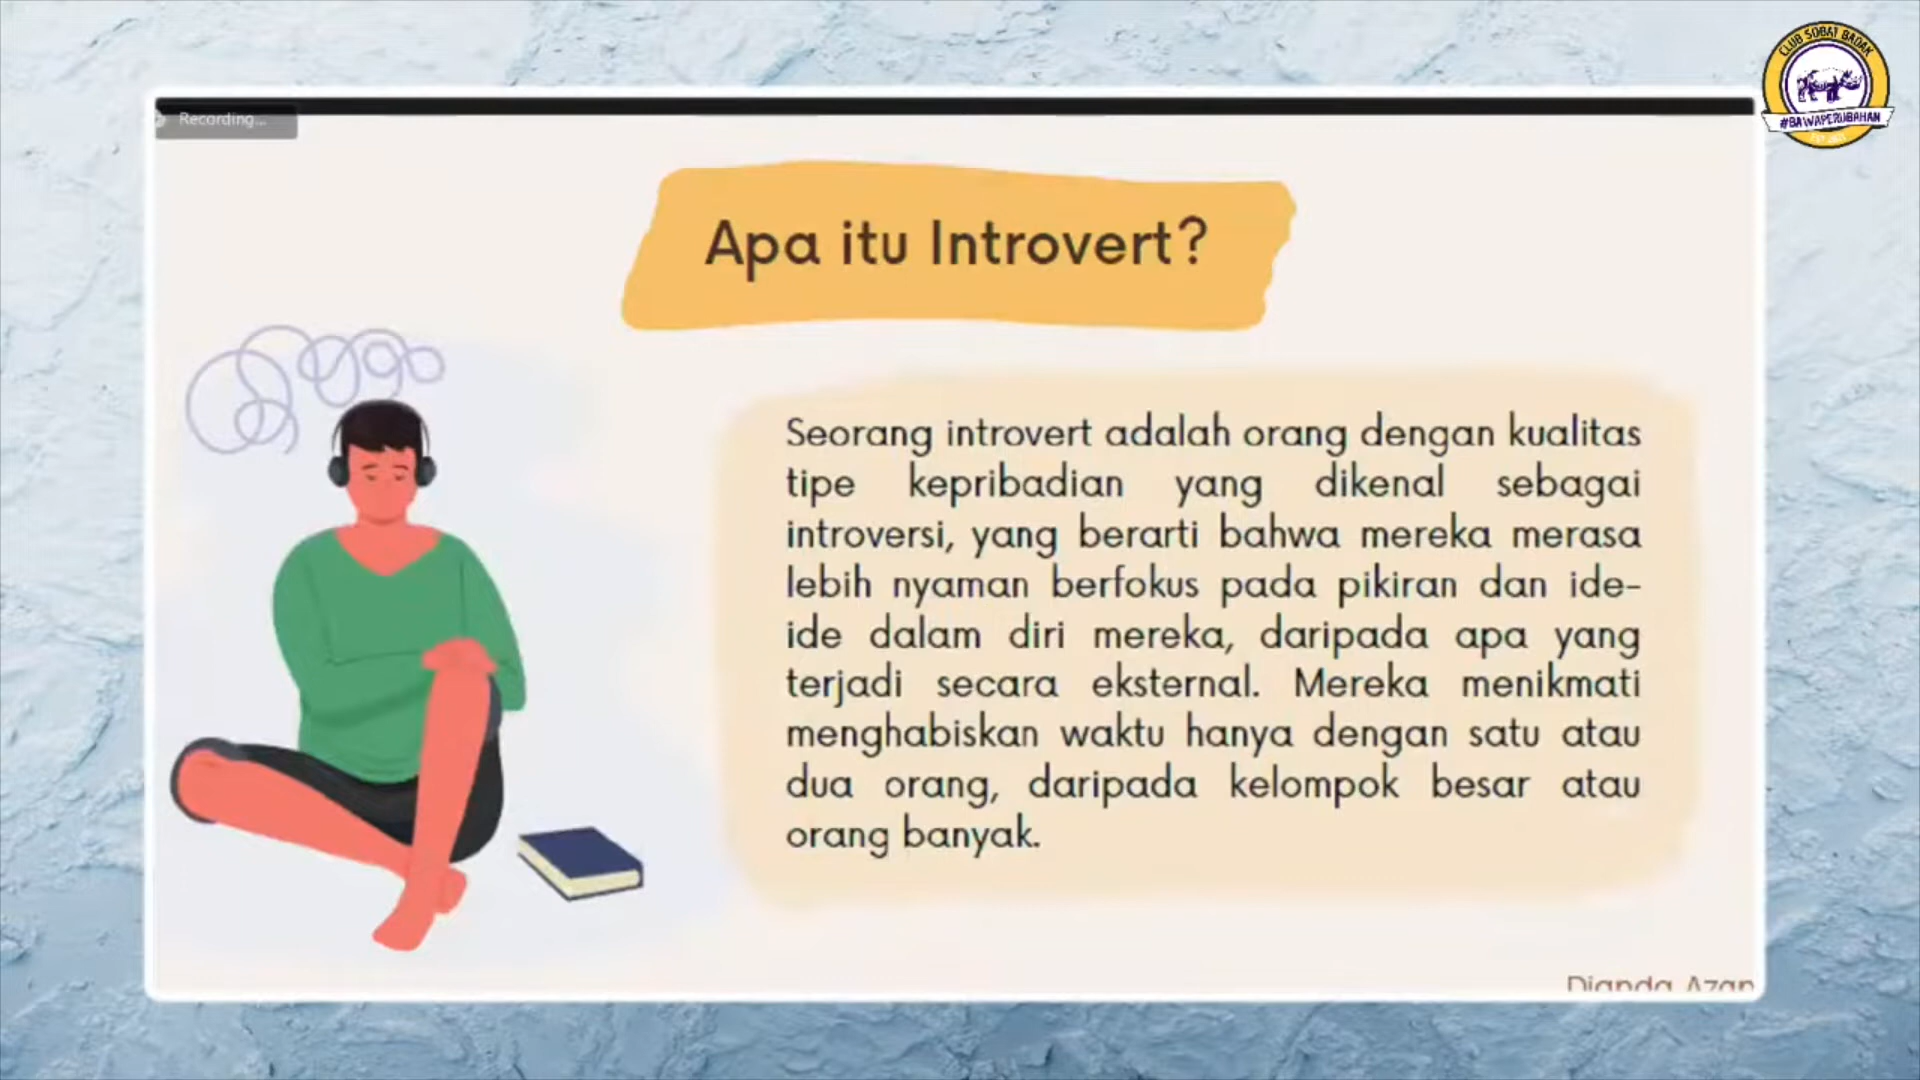 CLUB SOBAT BADAK
#BAWAPERUBAHAN
Recording...
Apa itu Introvert?
Seorang introvert adalah orang dengan kualitas
tipe kepribadian yang dikenal sebagai
introversi, yang berarti bahwa mereka merasa
lebih nyaman berfokus pada pikiran dan ide-
ide dalam diri mereka, daripada apa yang
terjadi secara eksternal. Mereka menikmati
menghabiskan waktu hanya dengan satu atau
dua orang, daripada kelompok besar atau
orang banyak.
Dianda Azan